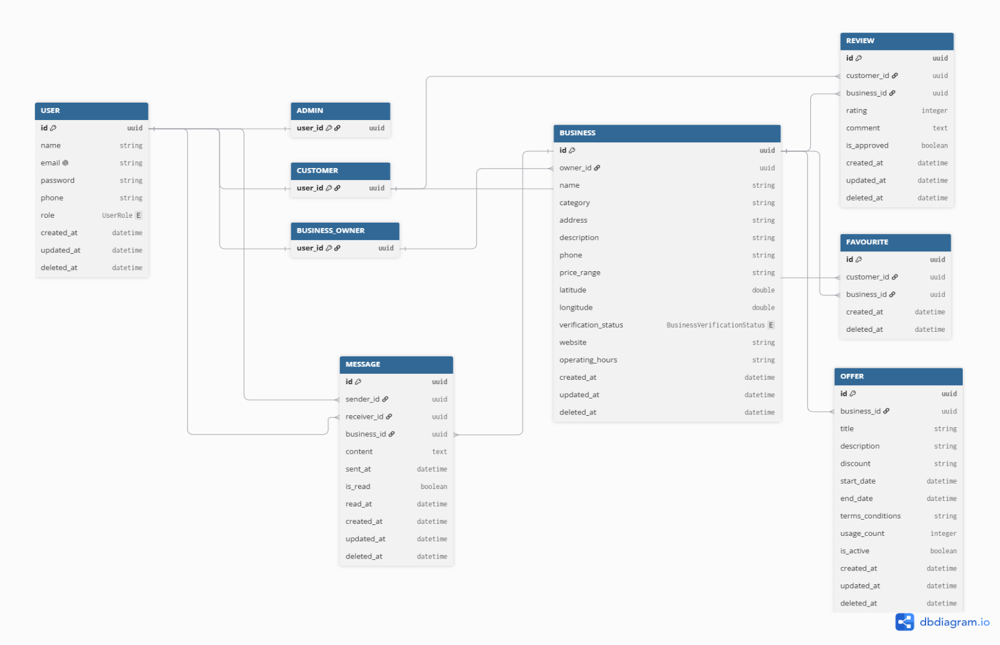 USER
id uuid
name string
email string
password string
phone string
role UserRole E
created_at datetime
updated_at datetime
deleted_at datetime
ADMIN
user_id uuid
CUSTOMER
user_id uuid
BUSINESS_OWNER
user_id uuid
MESSAGE
id uuid
sender_id uuid
receiver_id uuid
business_id uuid
content text
sent_at datetime
is_read boolean
read_at datetime
created_at datetime
updated_at datetime
deleted_at datetime
BUSINESS
id uuid
owner_id uuid
name string
category string
address string
description string
phone string
price_range string
latitude double
longitude double
verification_status BusinessVerificationStatus E
website string
operating_hours string
created_at datetime
updated_at datetime
deleted_at datetime
REVIEW
id uuid
customer_id uuid
business_id uuid
rating integer
comment text
is_approved boolean
created_at datetime
updated_at datetime
deleted_at datetime
FAVOURITE
id uuid
customer_id uuid
business_id uuid
created_at datetime
deleted_at datetime
OFFER
id uuid
business_id uuid
title string
description string
discount string
start_date datetime
end_date datetime
terms_conditions string
usage_count integer
is_active boolean
created_at datetime
updated_at datetime
deleted_at datetime
dbdiagram.io